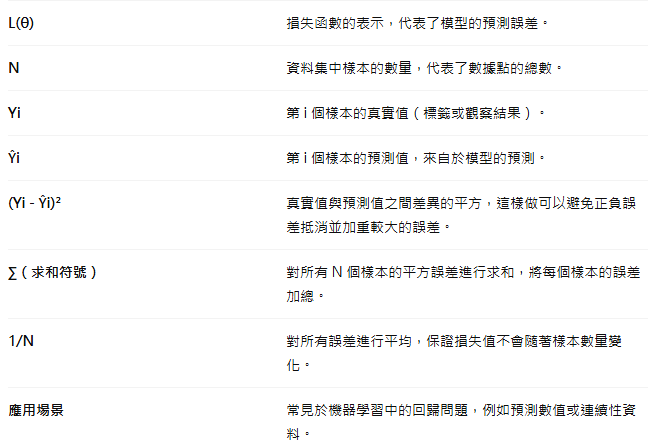 L(θ) 損失函數的表示，代表了模型的預測誤差。
N 資料集中樣本的數量，代表了數據點的總數。
Yi 第 i 個樣本的真實值（標籤或觀察結果）。
Ŷi 第 i 個樣本的預測值，來自於模型的預測。
(Yi - Ŷi)² 真實值與預測值之間差異的平方，這樣做可以避免正負誤
差抵消並加重較大的誤差。
∑（求和符號） 對所有 N 個樣本的平方誤差進行求和，將每個樣本的誤差
加總。
1/N 對所有誤差進行平均，保證損失值不會隨著樣本數量變
化。
應用場景 常見於機器學習中的回歸問題，例如預測數值或連續性資
料。